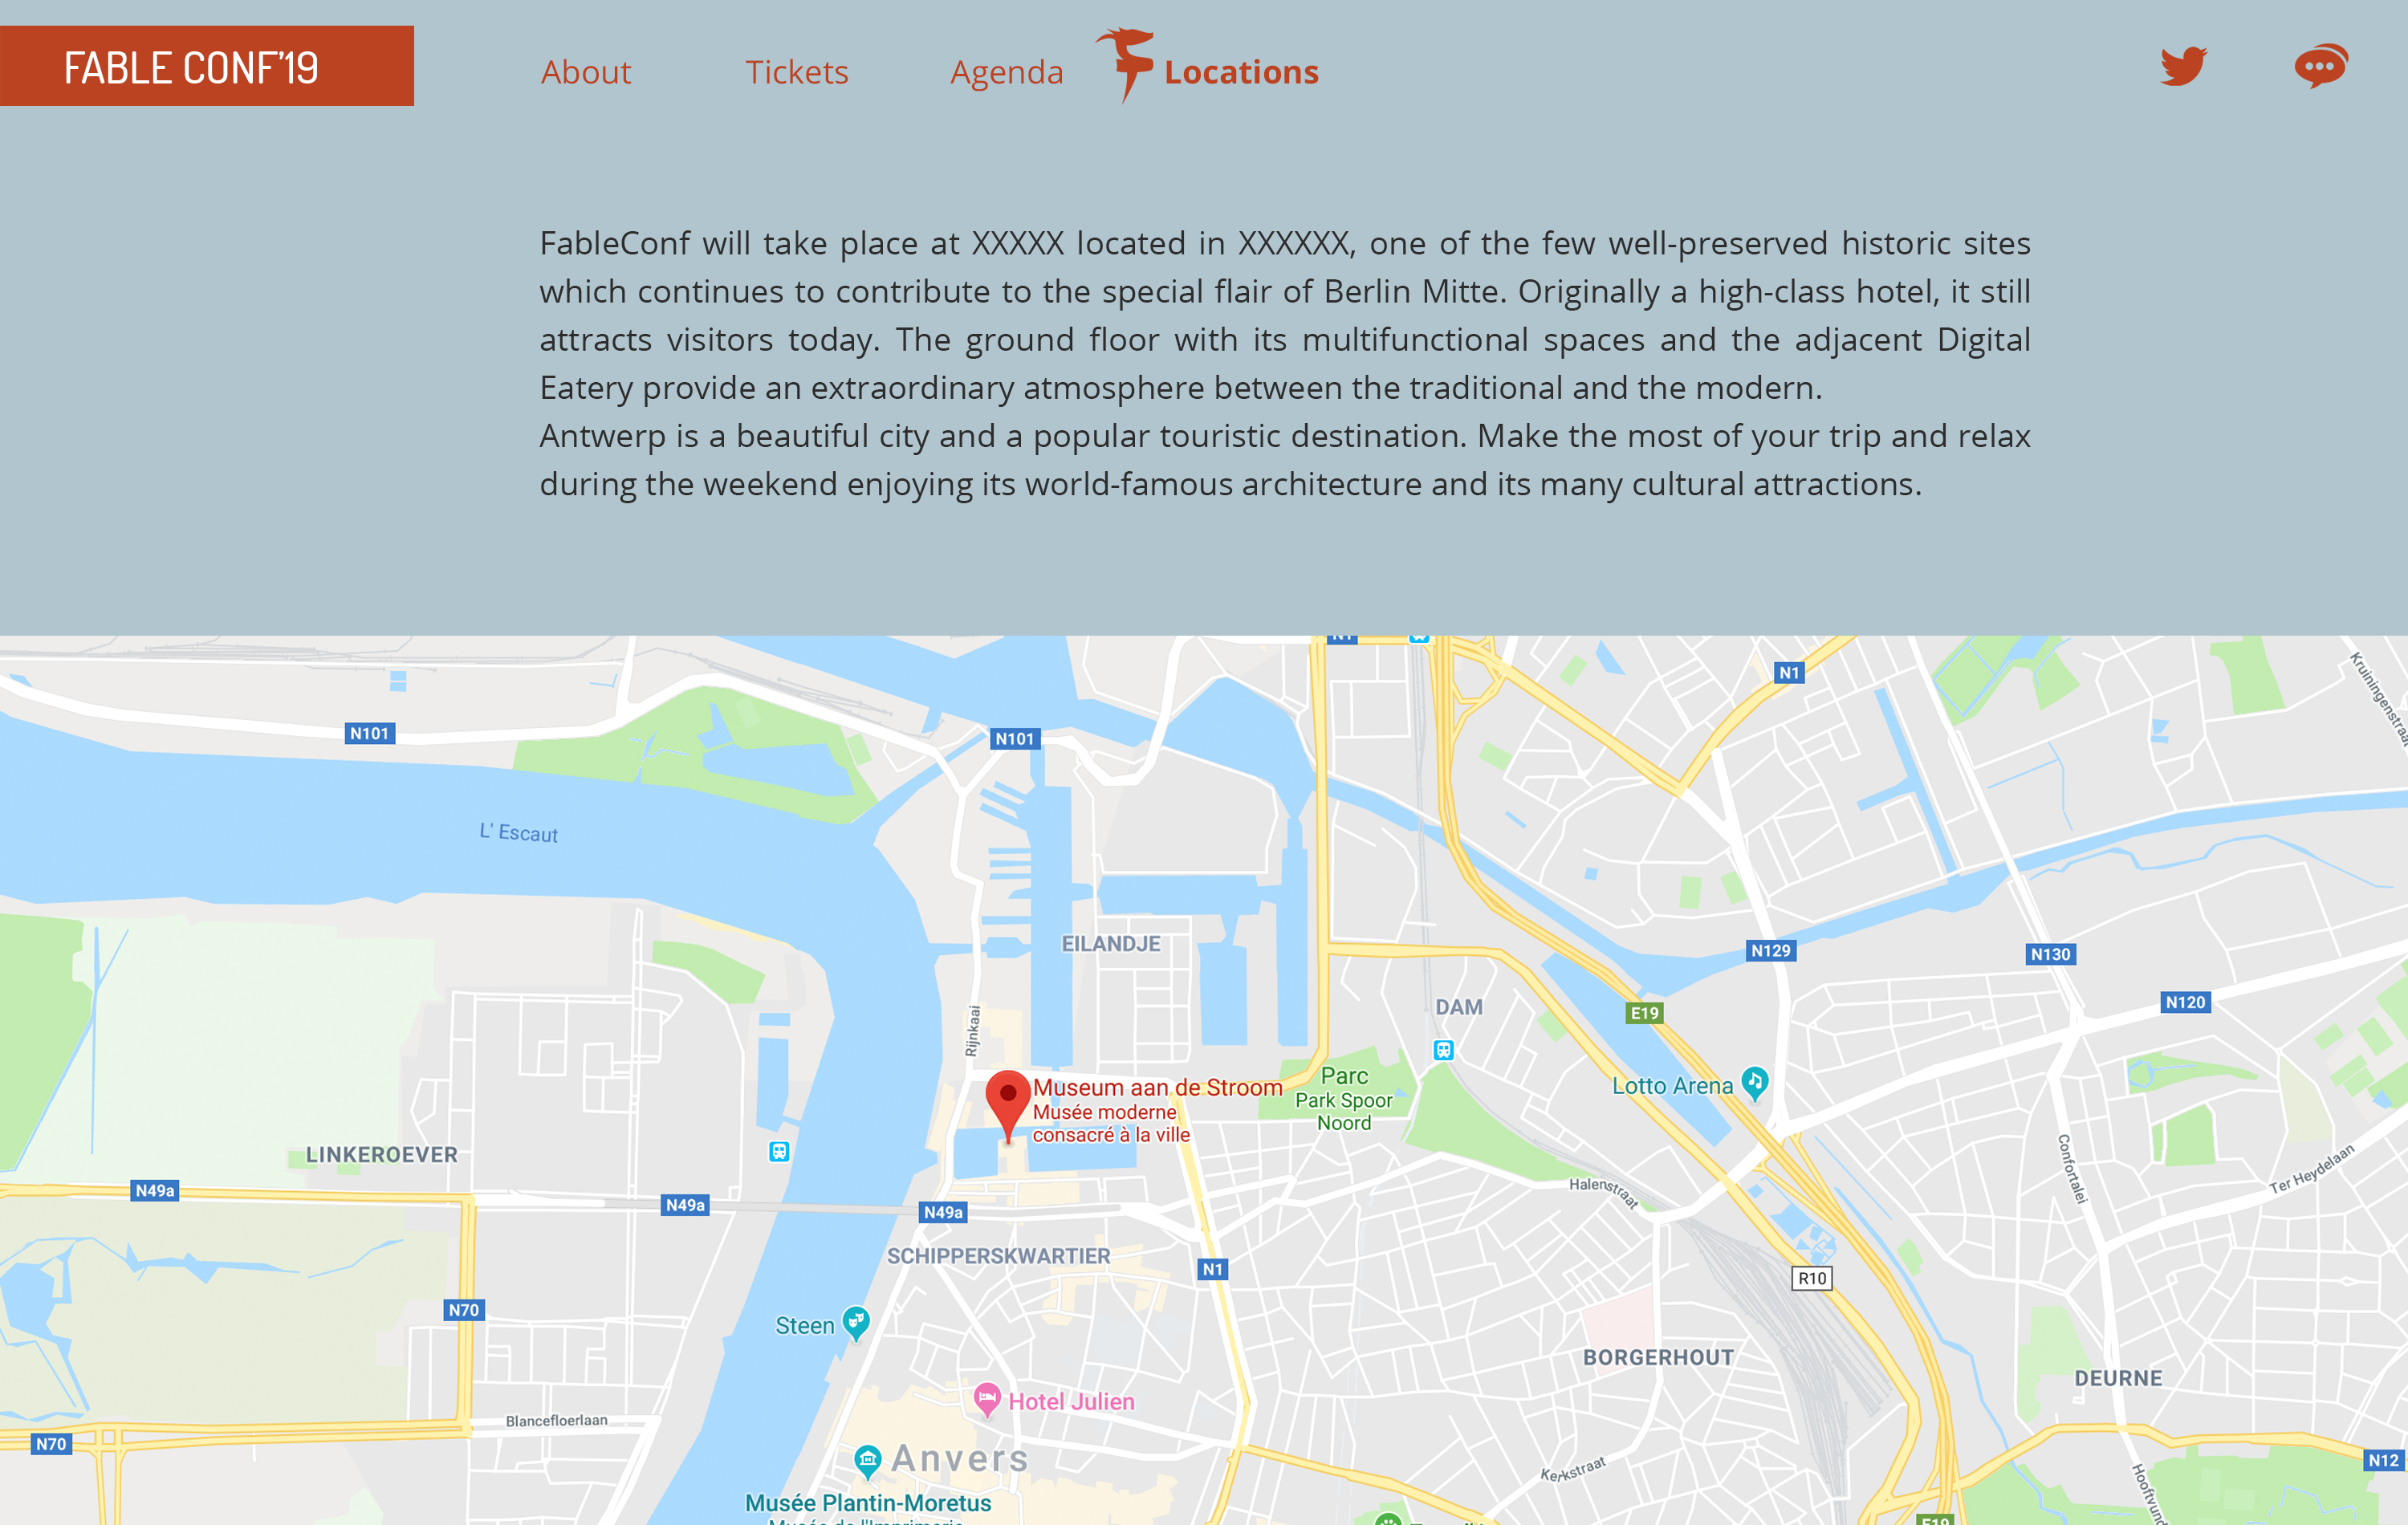 FABLE CONF'19
About
Tickets
Agenda
Locations
FableConf will take place at XXXXX located in XXXXXX, one of the few well-preserved historic sites
which continues to contribute to the special flair of Berlin Mitte. Originally a high-class hotel, it still
attracts visitors today. The ground floor with its multifunctional spaces and the adjacent Digital
Eatery provide an extraordinary atmosphere between the traditional and the modern.
Antwerp is a beautiful city and a popular touristic destination. Make the most of your trip and relax
during the weekend enjoying its world-famous architecture and its many cultural attractions.
N1
N1
N101
N101
L' Escaut
EILANDJE
N129
N130
N120
DAM
E19
Rijnkaai
Museum aan de Stroom
Musée moderne
consacré à la ville
Parc
Park Spoor
Noord
Lotto Arena
LINKEROEVER
Confortalei
Ter Heydelaan
N49a
N49a
N49a
Halenstraat
SCHIPPERSKWARTIER
N1
R10
N70
Steen
BORGERHOUT
DEURNE
Hotel Julien
Blancefloerlaan
N70
Anvers
Kerkstraat
N12
Musée Plantin-Moretus
Musée de l'Imprimerie
E19